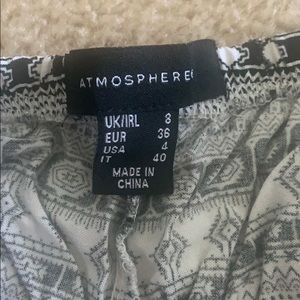 ATMOSPHERE
UK/IRL 8
EUR 36
USA 4
IT 40
MADE IN
CHINA